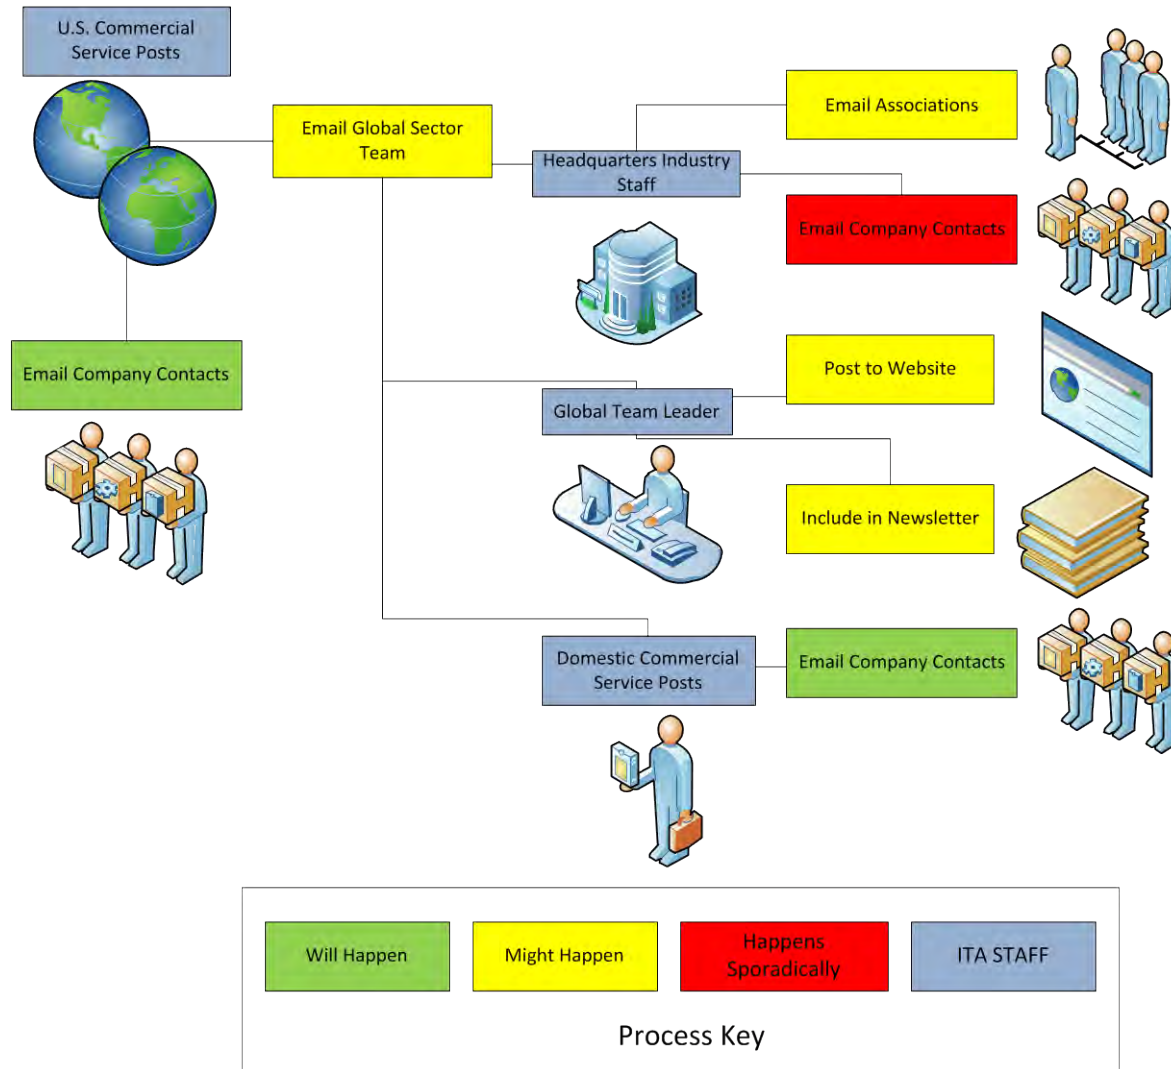 U.S. Commercial
Service Posts
Email Global Sector
Team
Email Associations
Headquarters Industry
Staff
Email Company Contacts
Email Company Contacts
Post to Website
Global Team Leader
Include in Newsletter
Domestic Commercial
Service Posts
Email Company Contacts
Will Happen
Might Happen
Happens
Sporadically
ITA STAFF
Process Key